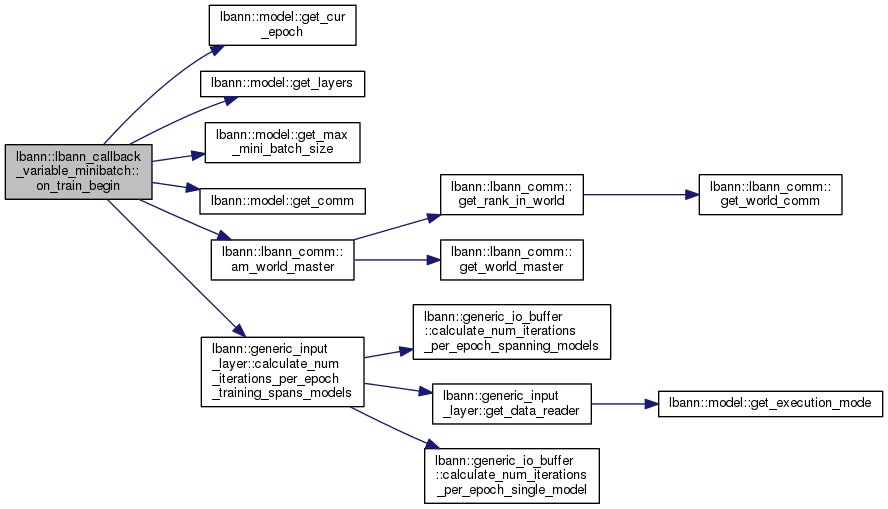 lbann::lbann_callback
_variable_minibatch::
on_train_begin
lbann::model::get_cur
_epoch
lbann::model::get_layers
lbann::model::get_max
_mini_batch_size
lbann::model::get_comm
lbann::lbann_comm::
am_world_master
lbann::generic_input
_layer::calculate_num
_iterations_per_epoch
_training_spans_models
lbann::lbann_comm::
get_rank_in_world
lbann::lbann_comm::
get_world_master
lbann::generic_io_buffer
::calculate_num_iterations
_per_epoch_spanning_models
lbann::generic_input
_layer::get_data_reader
lbann::generic_io_buffer
::calculate_num_iterations
_per_epoch_single_model
lbann::lbann_comm::
get_world_comm
lbann::model::get_execution_mode